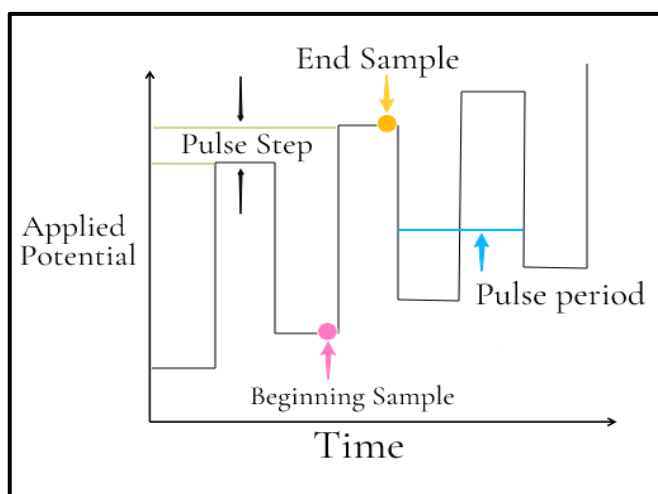 End Sample
Pulse Step
Applied
Potential
Pulse period
Beginning Sample
Time